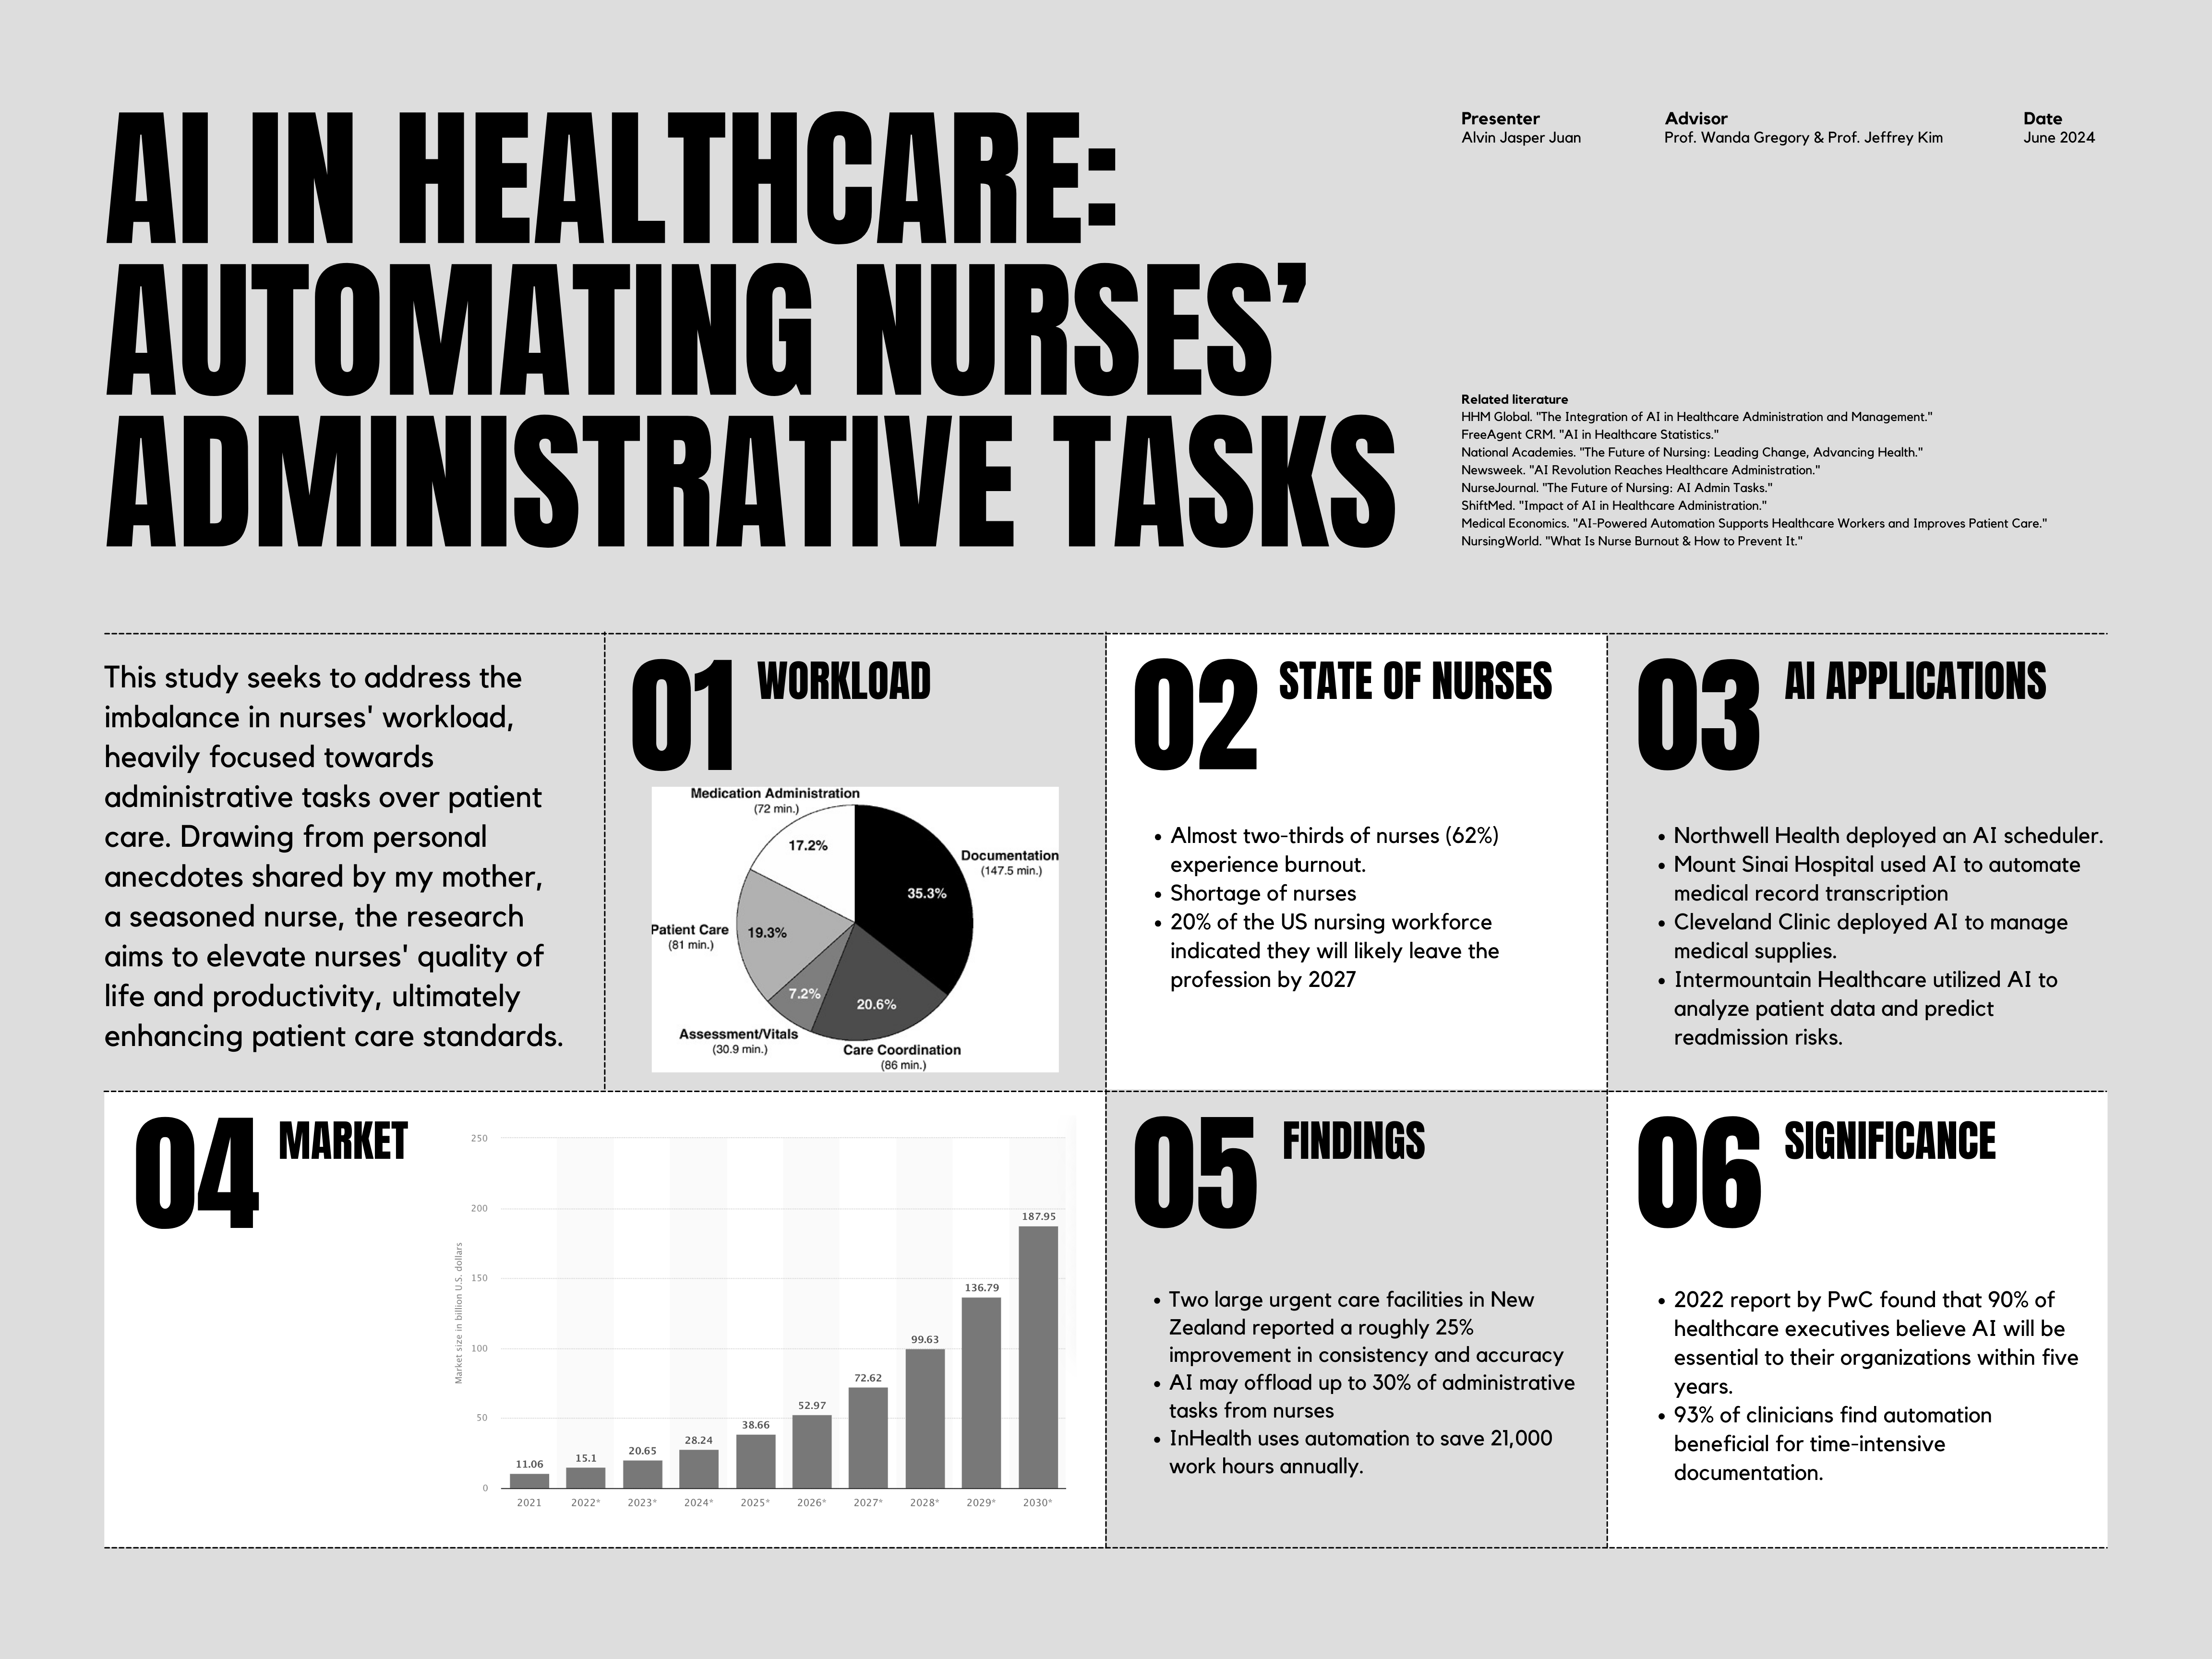 AI IN HEALTHCARE:
AUTOMATING NURSES’
ADMINISTRATIVE TASKS
Presenter
Alvin Jasper Juan
Advisor
Prof. Wanda Gregory & Prof. Jeffrey Kim
Date
June 2024
Related literature
HHM Global. "The Integration of AI in Healthcare Administration and Management."
FreeAgent CRM. "AI in Healthcare Statistics."
National Academies. "The Future of Nursing: Leading Change, Advancing Health."
Newsweek. "AI Revolution Reaches Healthcare Administration."
NurseJournal. "The Future of Nursing: AI Admin Tasks."
ShiftMed. "Impact of AI in Healthcare Administration."
Medical Economics. "AI-Powered Automation Supports Healthcare Workers and Improves Patient Care."
NursingWorld. "What Is Nurse Burnout & How to Prevent It."
This study seeks to address the
imbalance in nurses' workload,
heavily focused towards
administrative tasks over patient
care. Drawing from personal
anecdotes shared by my mother,
a seasoned nurse, the research
aims to elevate nurses' quality of
life and productivity, ultimately
enhancing patient care standards.
01 WORKLOAD
Medication Administration
(72 min.)
17.2%
Documentation
(147.5 min.)
35.3%
Patient Care
(81 min.)
19.3%
7.2%
20.6%
Assessment/Vitals
(30.9 min.)
Care Coordination
(86 min.)
02 STATE OF NURSES
• Almost two-thirds of nurses (62%)
experience burnout.
• Shortage of nurses
• 20% of the US nursing workforce
indicated they will likely leave the
profession by 2027
03 AI APPLICATIONS
• Northwell Health deployed an AI scheduler.
• Mount Sinai Hospital used AI to automate
medical record transcription
• Cleveland Clinic deployed AI to manage
medical supplies.
• Intermountain Healthcare utilized AI to
analyze patient data and predict
readmission risks.
04 MARKET
Market size in billion U.S. dollars
250
200
150
100
50
0
11.06
15.1
20.65
28.24
38.66
52.97
72.62
99.63
136.79
187.95
2021 2022* 2023* 2024* 2025* 2026* 2027* 2028* 2029* 2030*
05 FINDINGS
• Two large urgent care facilities in New
Zealand reported a roughly 25%
improvement in consistency and accuracy
• AI may offload up to 30% of administrative
tasks from nurses
• InHealth uses automation to save 21,000
work hours annually.
06 SIGNIFICANCE
• 2022 report by PwC found that 90% of
healthcare executives believe AI will be
essential to their organizations within five
years.
• 93% of clinicians find automation
beneficial for time-intensive
documentation.